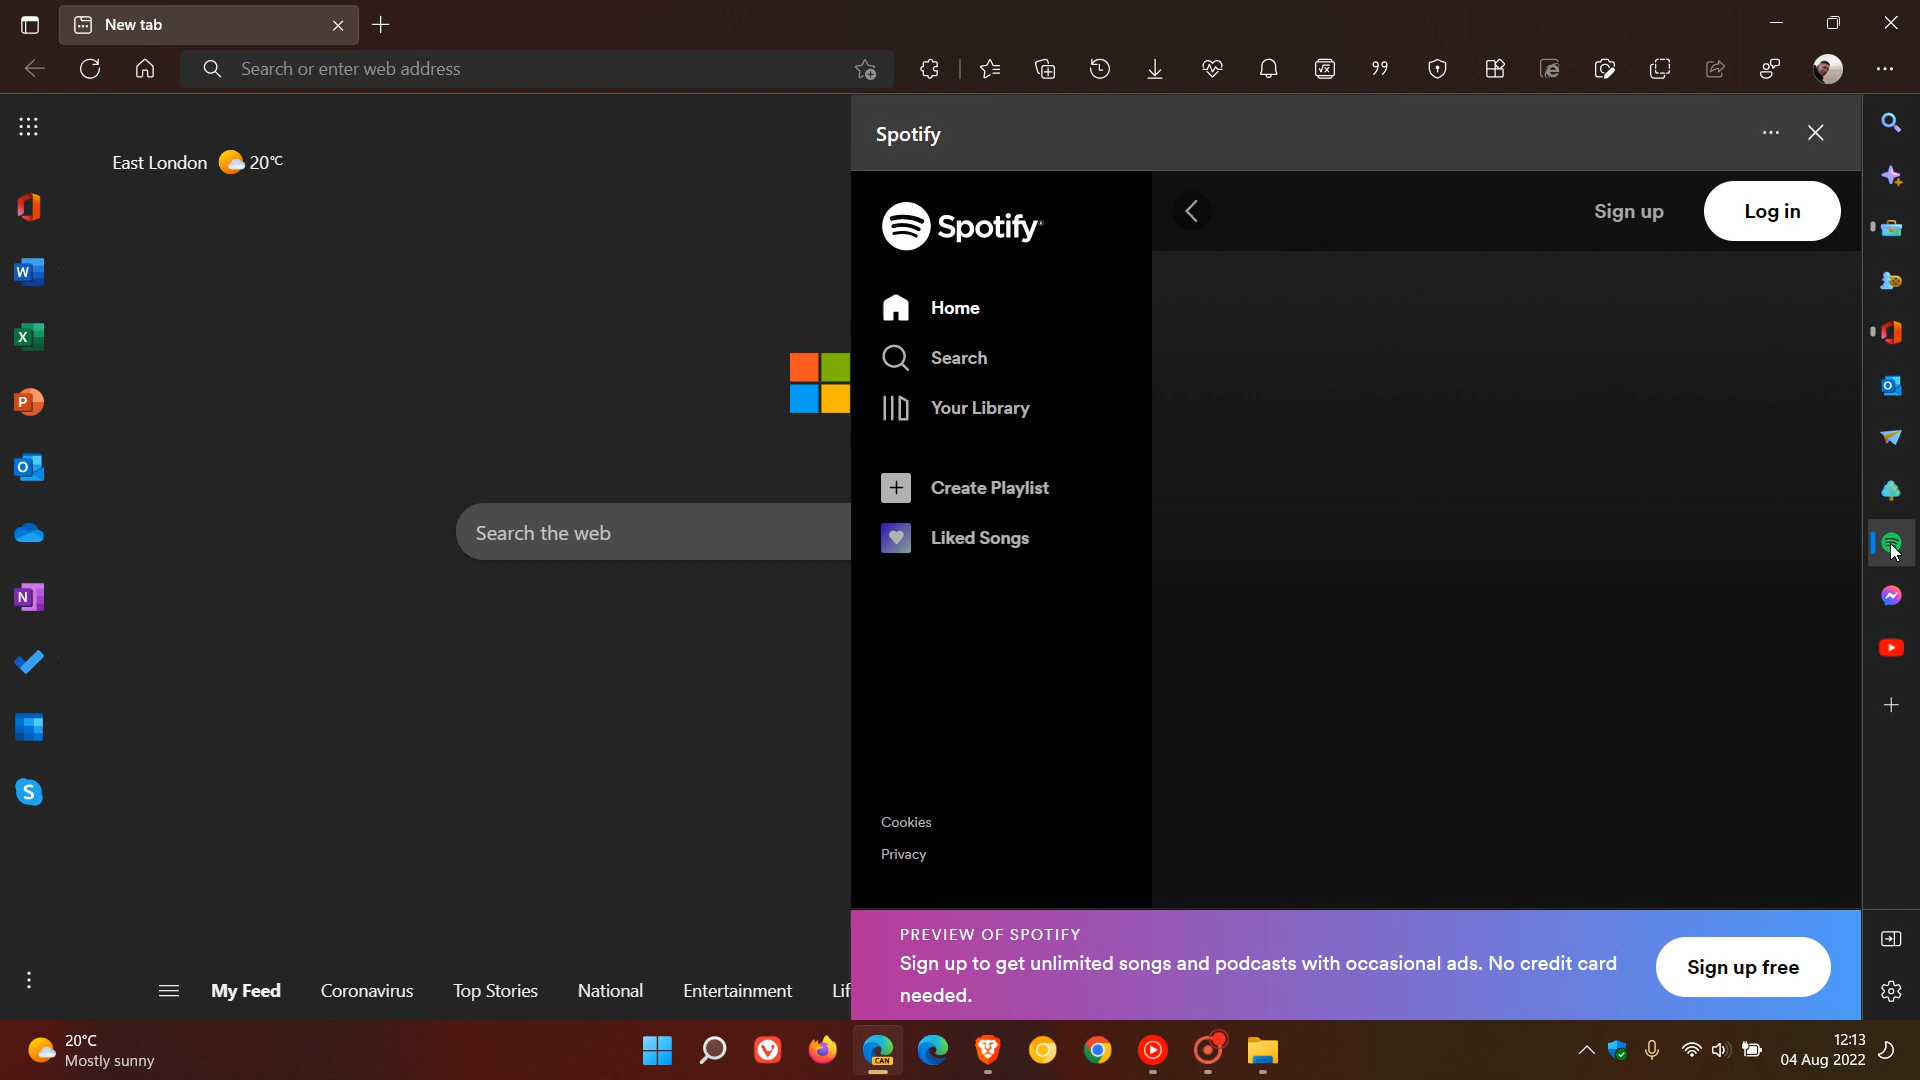 New tab
Search or enter web address
East London 20°C
Spotify
Spotify
Sign up
Log in
Home
Search
Your Library
Create Playlist
Liked Songs
Search the web
Cookies
Privacy
PREVIEW OF SPOTIFY
Sign up to get unlimited songs and podcasts with occasional ads. No credit card
needed.
Sign up free
My Feed Coronavirus Top Stories National Entertainment Lif
20°C
Mostly sunny
CAN
12:13
04 Aug 2022